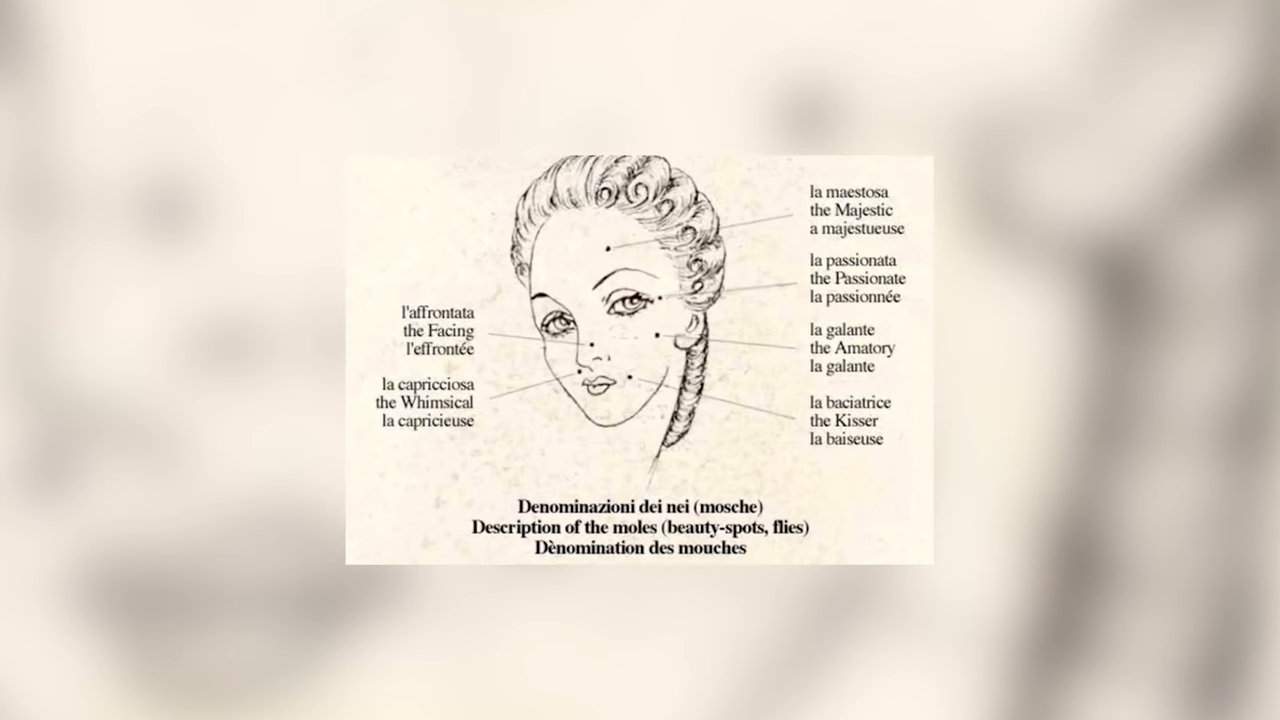 la maestosa
the Majestic
a majestueuse
la passionata
the Passionate
la passionnée
l'affrontata
the Facing
l'effrontée
la galante
the Amatory
la galante
la capricciosa
the Whimsical
la capricieuse
la baciatrice
the Kisser
la baiseuse
Denominazioni dei nei (mosche)
Description of the moles (beauty-spots, flies)
Dènomination des mouches